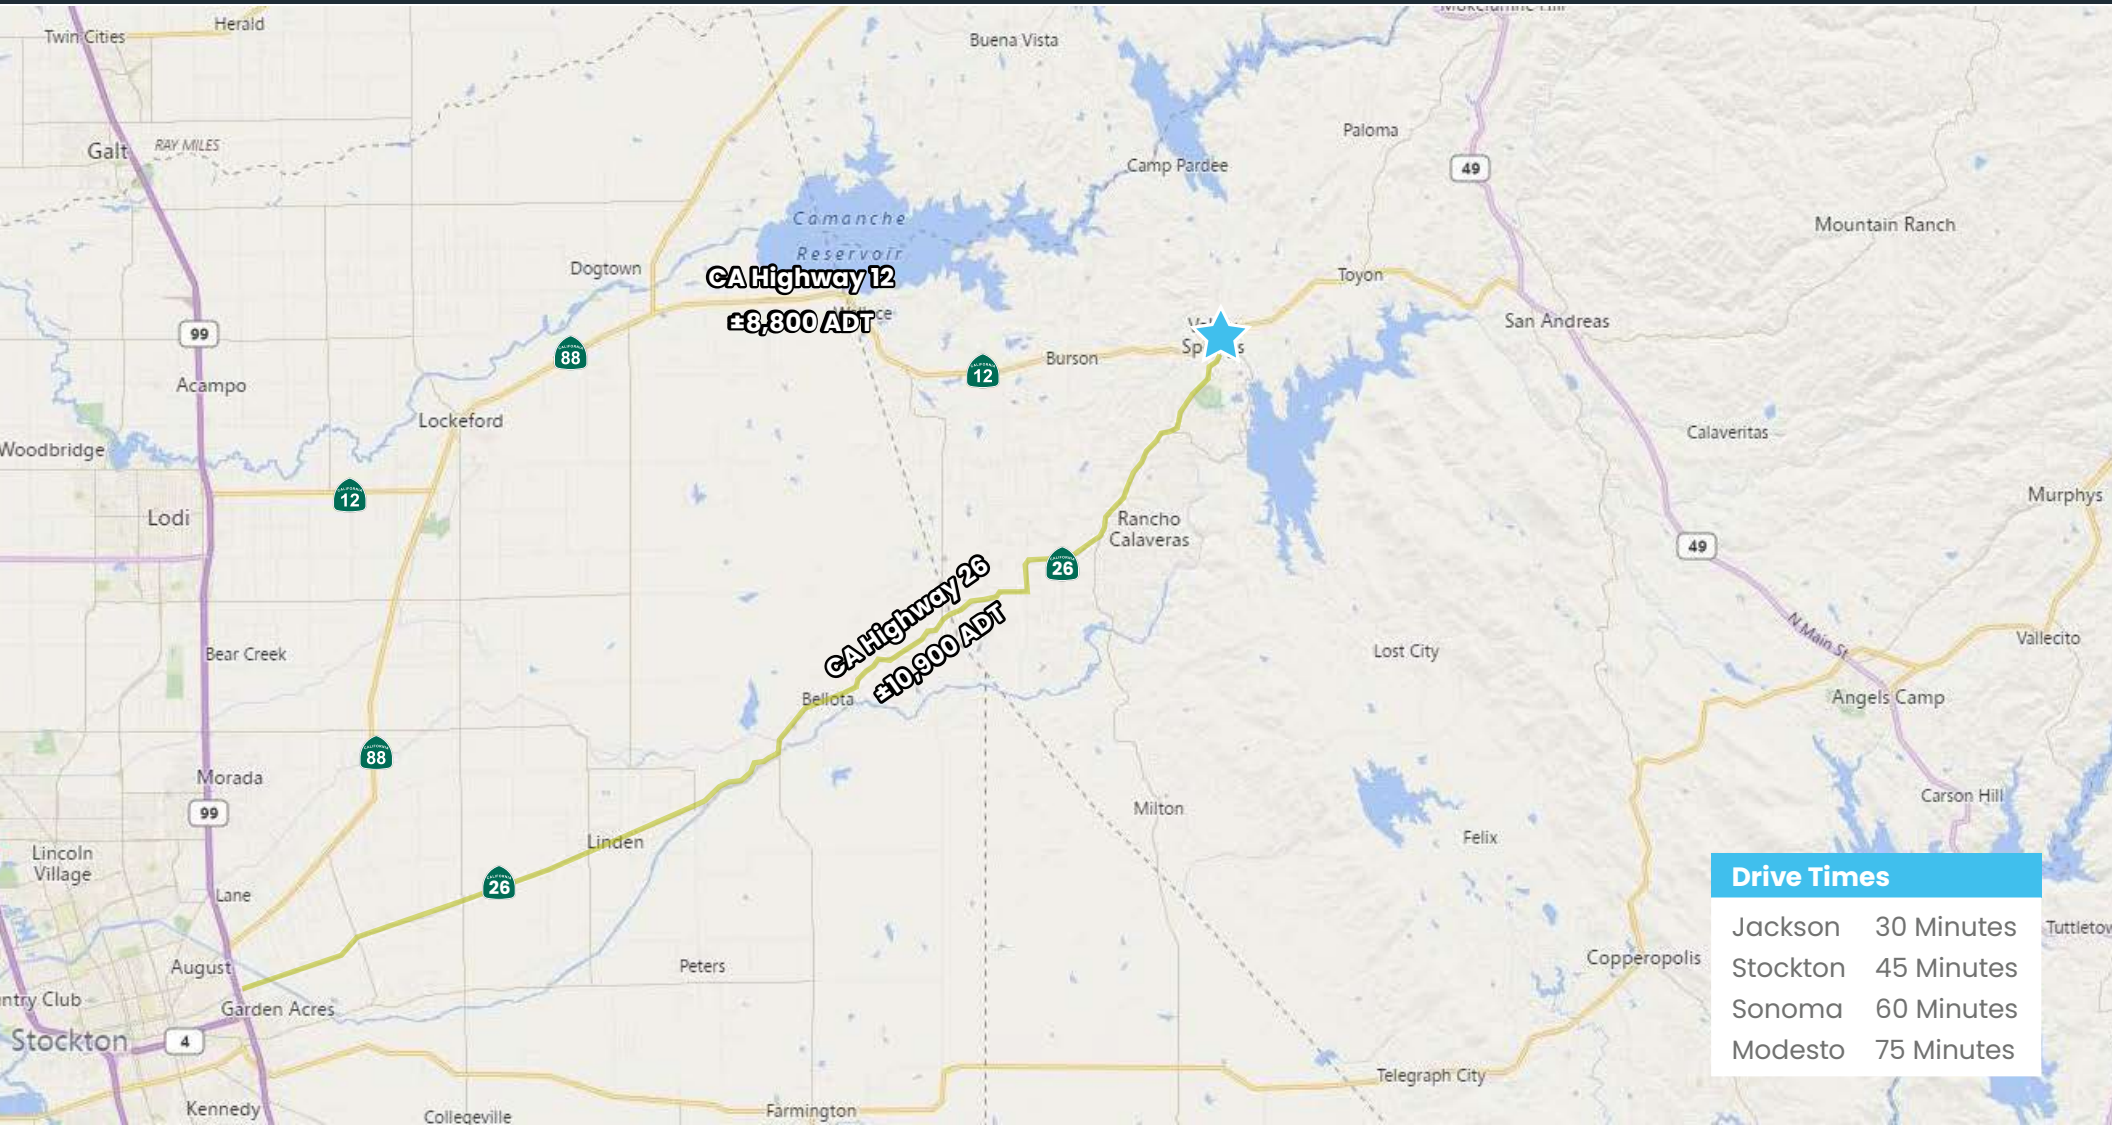 Mokelumne Hill
Twin Cities
Herald
Buena Vista
Galt
RAY MILES
Paloma
Camp Pardee
49
Mountain Ranch
Camanche
Reservoir
Dogtown
CA Highway 12
±8,800 ADT
Toyon
99
88
12
Burson
San Andreas
Acampo
Lockeford
Woodbridge
Calaveritas
12
Lodi
Murphys
Rancho
Calaveras
49
26
CA Highway 26
±10,900 ADT
N Main St
Bear Creek
Lost City
Vallecito
Bellota
Angels Camp
88
Morada
99
Milton
Carson Hill
Linden
Felix
Lincoln
Village
26
Lane
Drive Times
Jackson 30 Minutes
Stockton 45 Minutes
Sonoma 60 Minutes
Modesto 75 Minutes
Tuttletow
August
Peters
Copperopolis
ntry Club
Garden Acres
Stockton
4
Telegraph City
Kennedy
Collegeville
Farmington